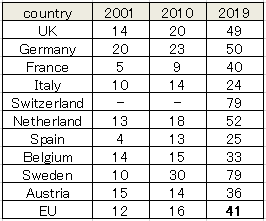 country 2001 2010 2019
UK 14 20 49
Germany 20 23 50
France 5 9 40
Italy 10 14 24
Switzerland - - 79
Netherland 13 18 52
Spain 4 13 25
Belgium 14 15 33
Sweden 10 30 79
Austria 15 14 36
EU 12 16 41